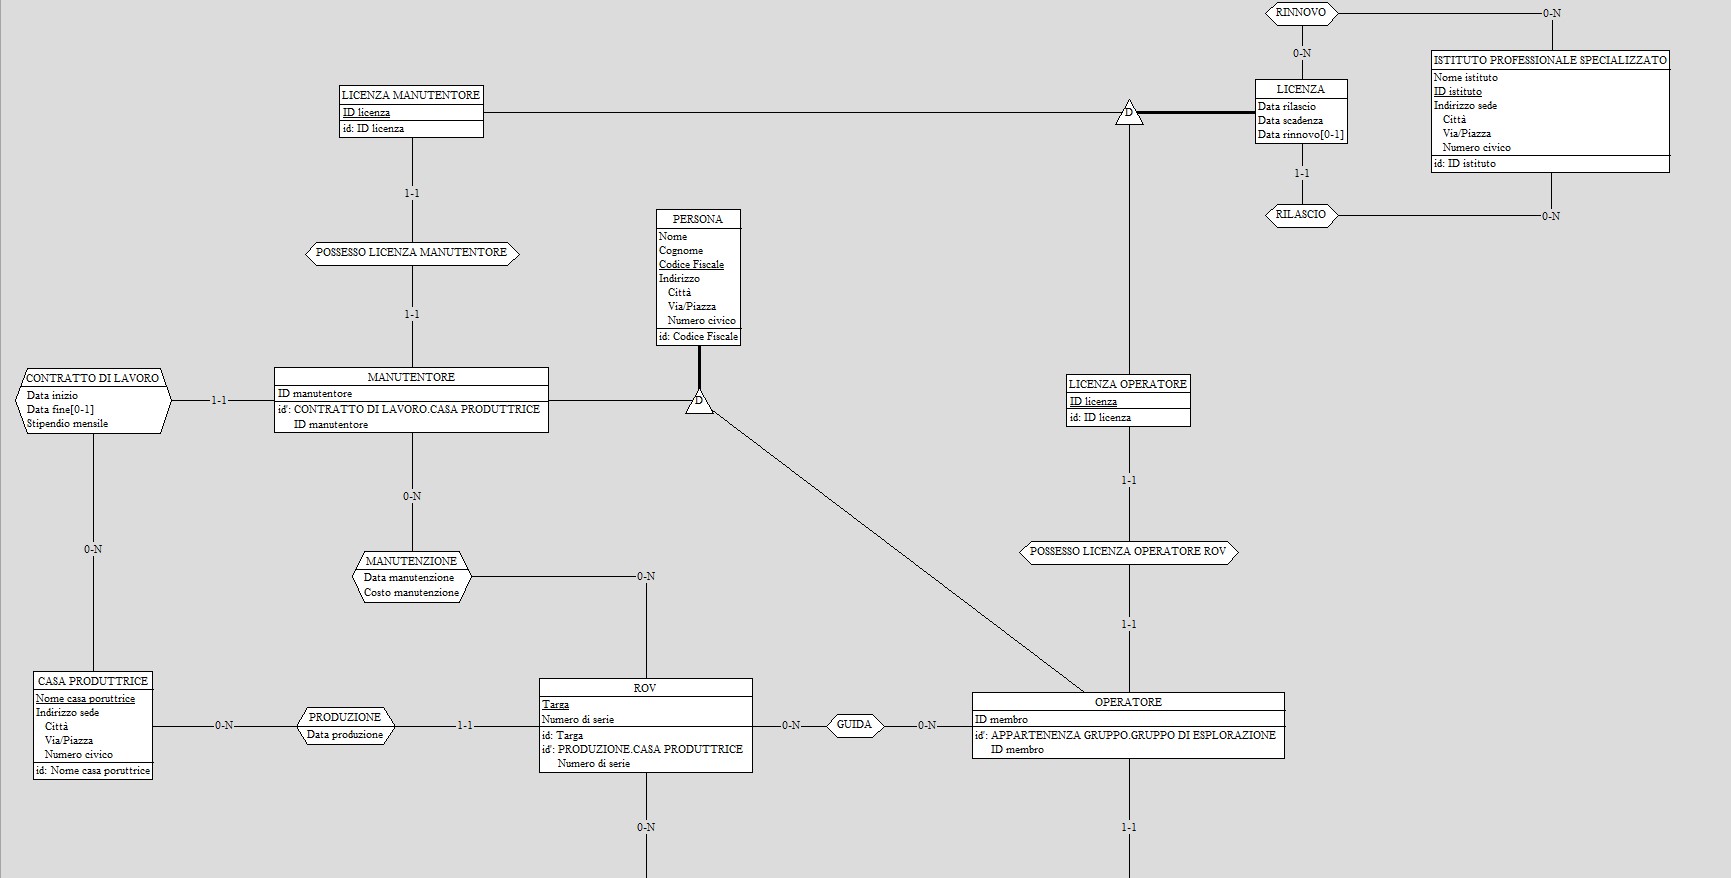 RINNOVO
0-N
0-N
ISTITUTO PROFESSIONALE SPECIALIZZATO
Nome istituto
ID istituto
Indirizzo sede
Città
Via/Piazza
Numero civico
id: ID istituto
LICENZA
Data rilascio
Data scadenza
Data rinnovo[0-1]
D
1-1
RILASCIO
0-N
LICENZA MANUTENTORE
ID licenza
id: ID licenza
1-1
POSSESSO LICENZA MANUTENTORE
1-1
PERSONA
Nome
Cognome
Codice Fiscale
Indirizzo
Città
Via/Piazza
Numero civico
id: Codice Fiscale
D
CONTRATTO DI LAVORO
Data inizio
Data fine[0-1]
Stipendio mensile
1-1
MANUTENTORE
ID manutentore
id': CONTRATTO DI LAVORO.CASA PRODUTTRICE
ID manutentore
LICENZA OPERATORE
ID licenza
id: ID licenza
1-1
POSSESSO LICENZA OPERATORE ROV
1-1
0-N
0-N
MANUTENZIONE
Data manutenzione
Costo manutenzione
0-N
CASA PRODUTTRICE
Nome casa poruttrice
Indirizzo sede
Città
Via/Piazza
Numero civico
id: Nome casa poruttrice
0-N
PRODUZIONE
Data produzione
1-1
ROV
Targa
Numero di serie
id: Targa
id': PRODUZIONE.CASA PRODUTTRICE
Numero di serie
0-N
GUIDA
0-N
OPERATORE
ID membro
id': APPARTENENZA GRUPPO.GRUPPO DI ESPLORAZIONE
ID membro
0-N
1-1